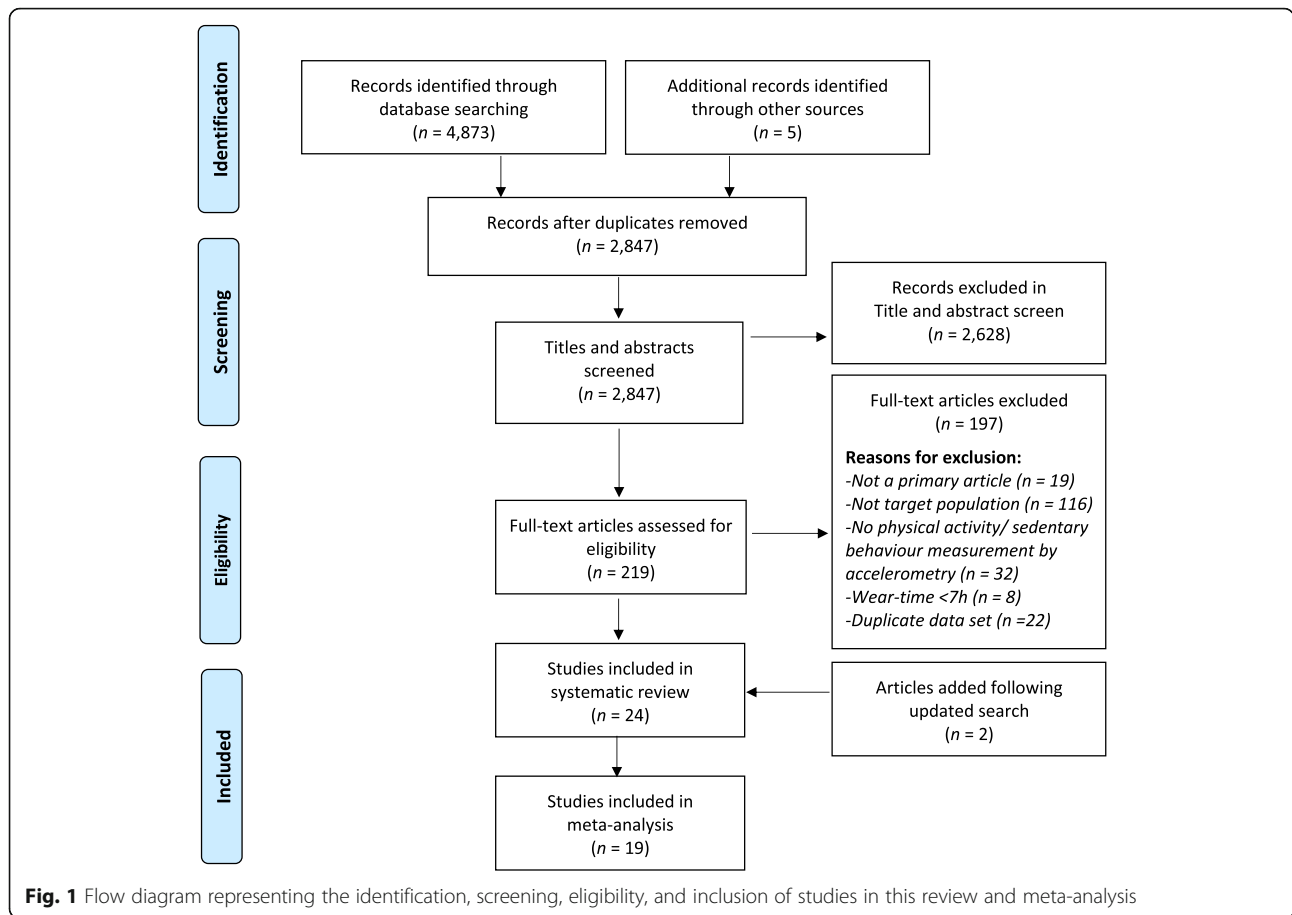 Identification
Records identified through
database searching
(n = 4,873)
Additional records identified
through other sources
(n = 5)
Records after duplicates removed
(n = 2,847)
Screening
Records excluded in
Title and abstract screen
(n = 2,628)
Titles and abstracts
screened
(n = 2,847)
Full-text articles excluded
(n = 197)
Reasons for exclusion:
-Not a primary article (n = 19)
-Not target population (n = 116)
-No physical activity/ sedentary
behaviour measurement by
accelerometry (n = 32)
-Wear-time <7h (n = 8)
-Duplicate data set (n =22)
Eligibility
Full-text articles assessed for
eligibility
(n = 219)
Included
Studies included in
systematic review
(n = 24)
Articles added following
updated search
(n = 2)
Studies included in
meta-analysis
(n = 19)
Fig. 1 Flow diagram representing the identification, screening, eligibility, and inclusion of studies in this review and meta-analysis